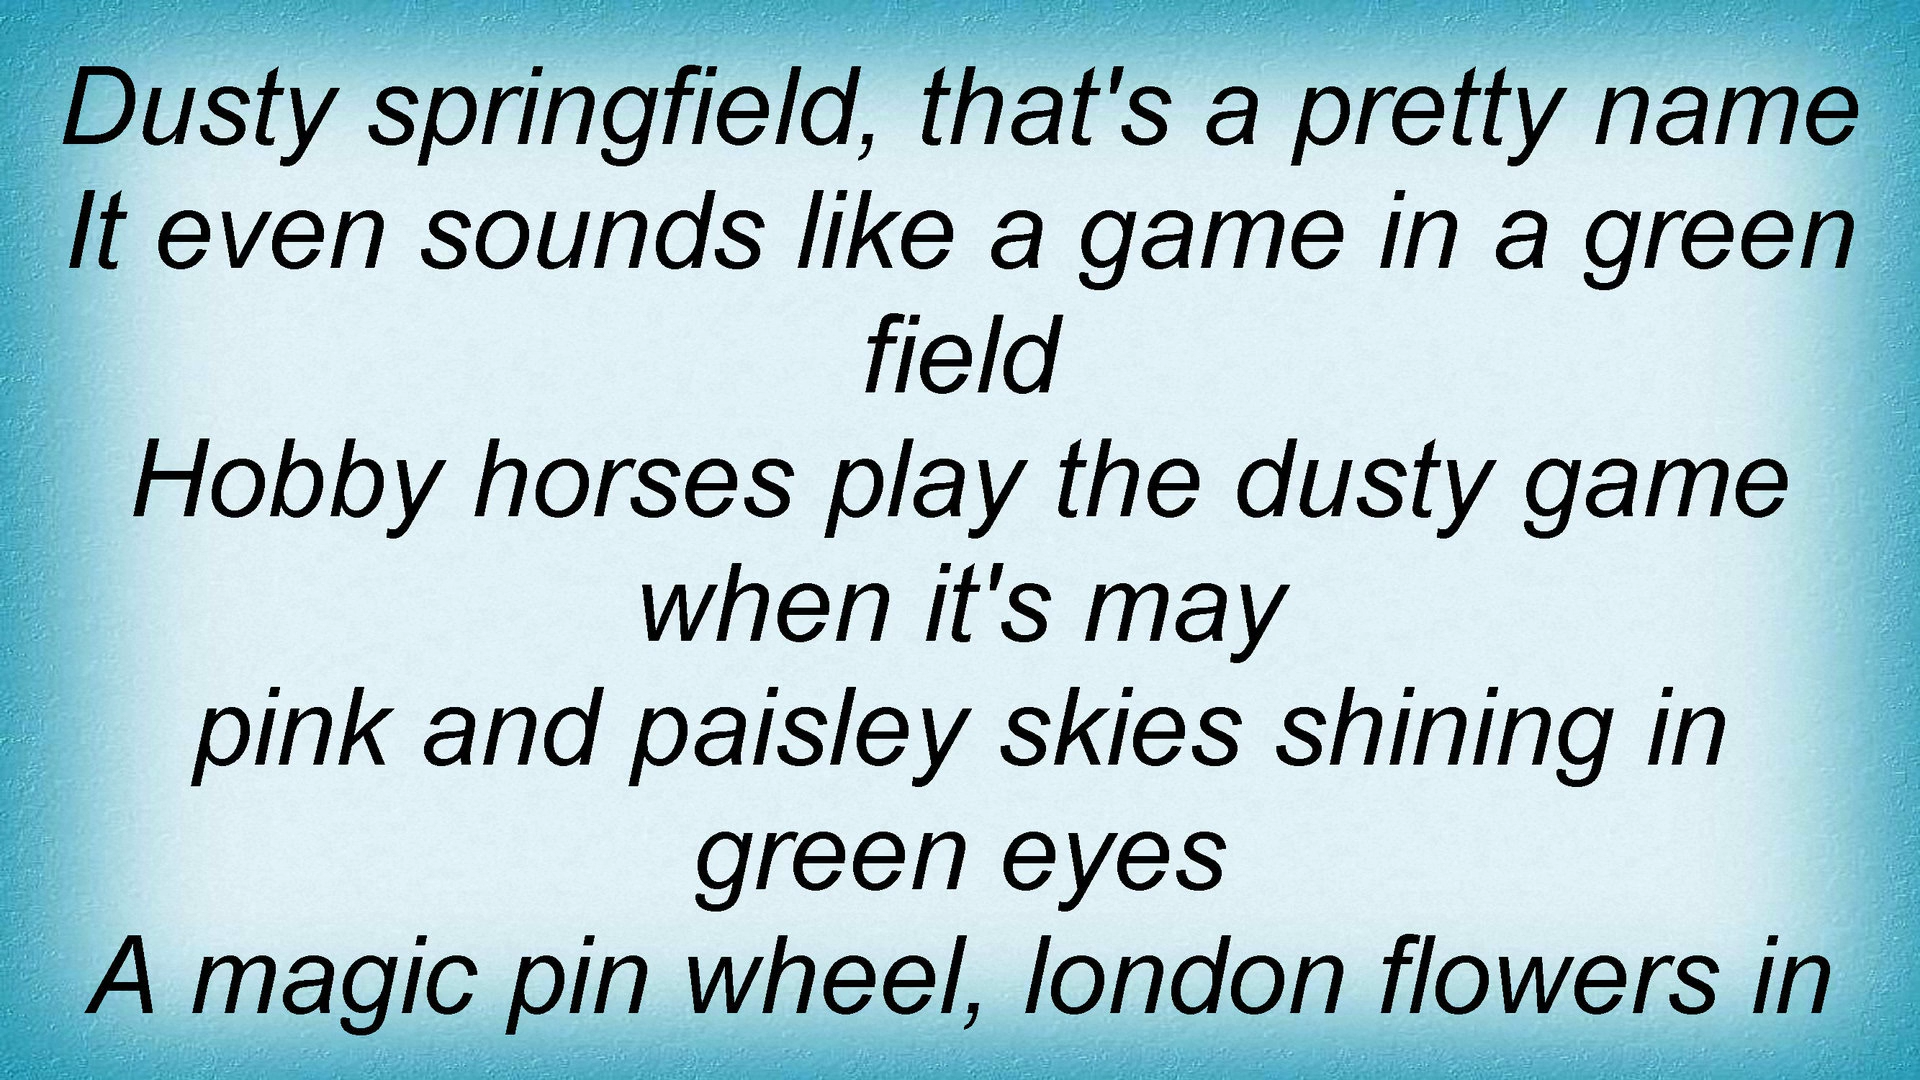 Dusty springfield, that's a pretty name
It even sounds like a game in a green
field
Hobby horses play the dusty game
when it's may
pink and paisley skies shining in
green eyes
A magic pin wheel, london flowers in